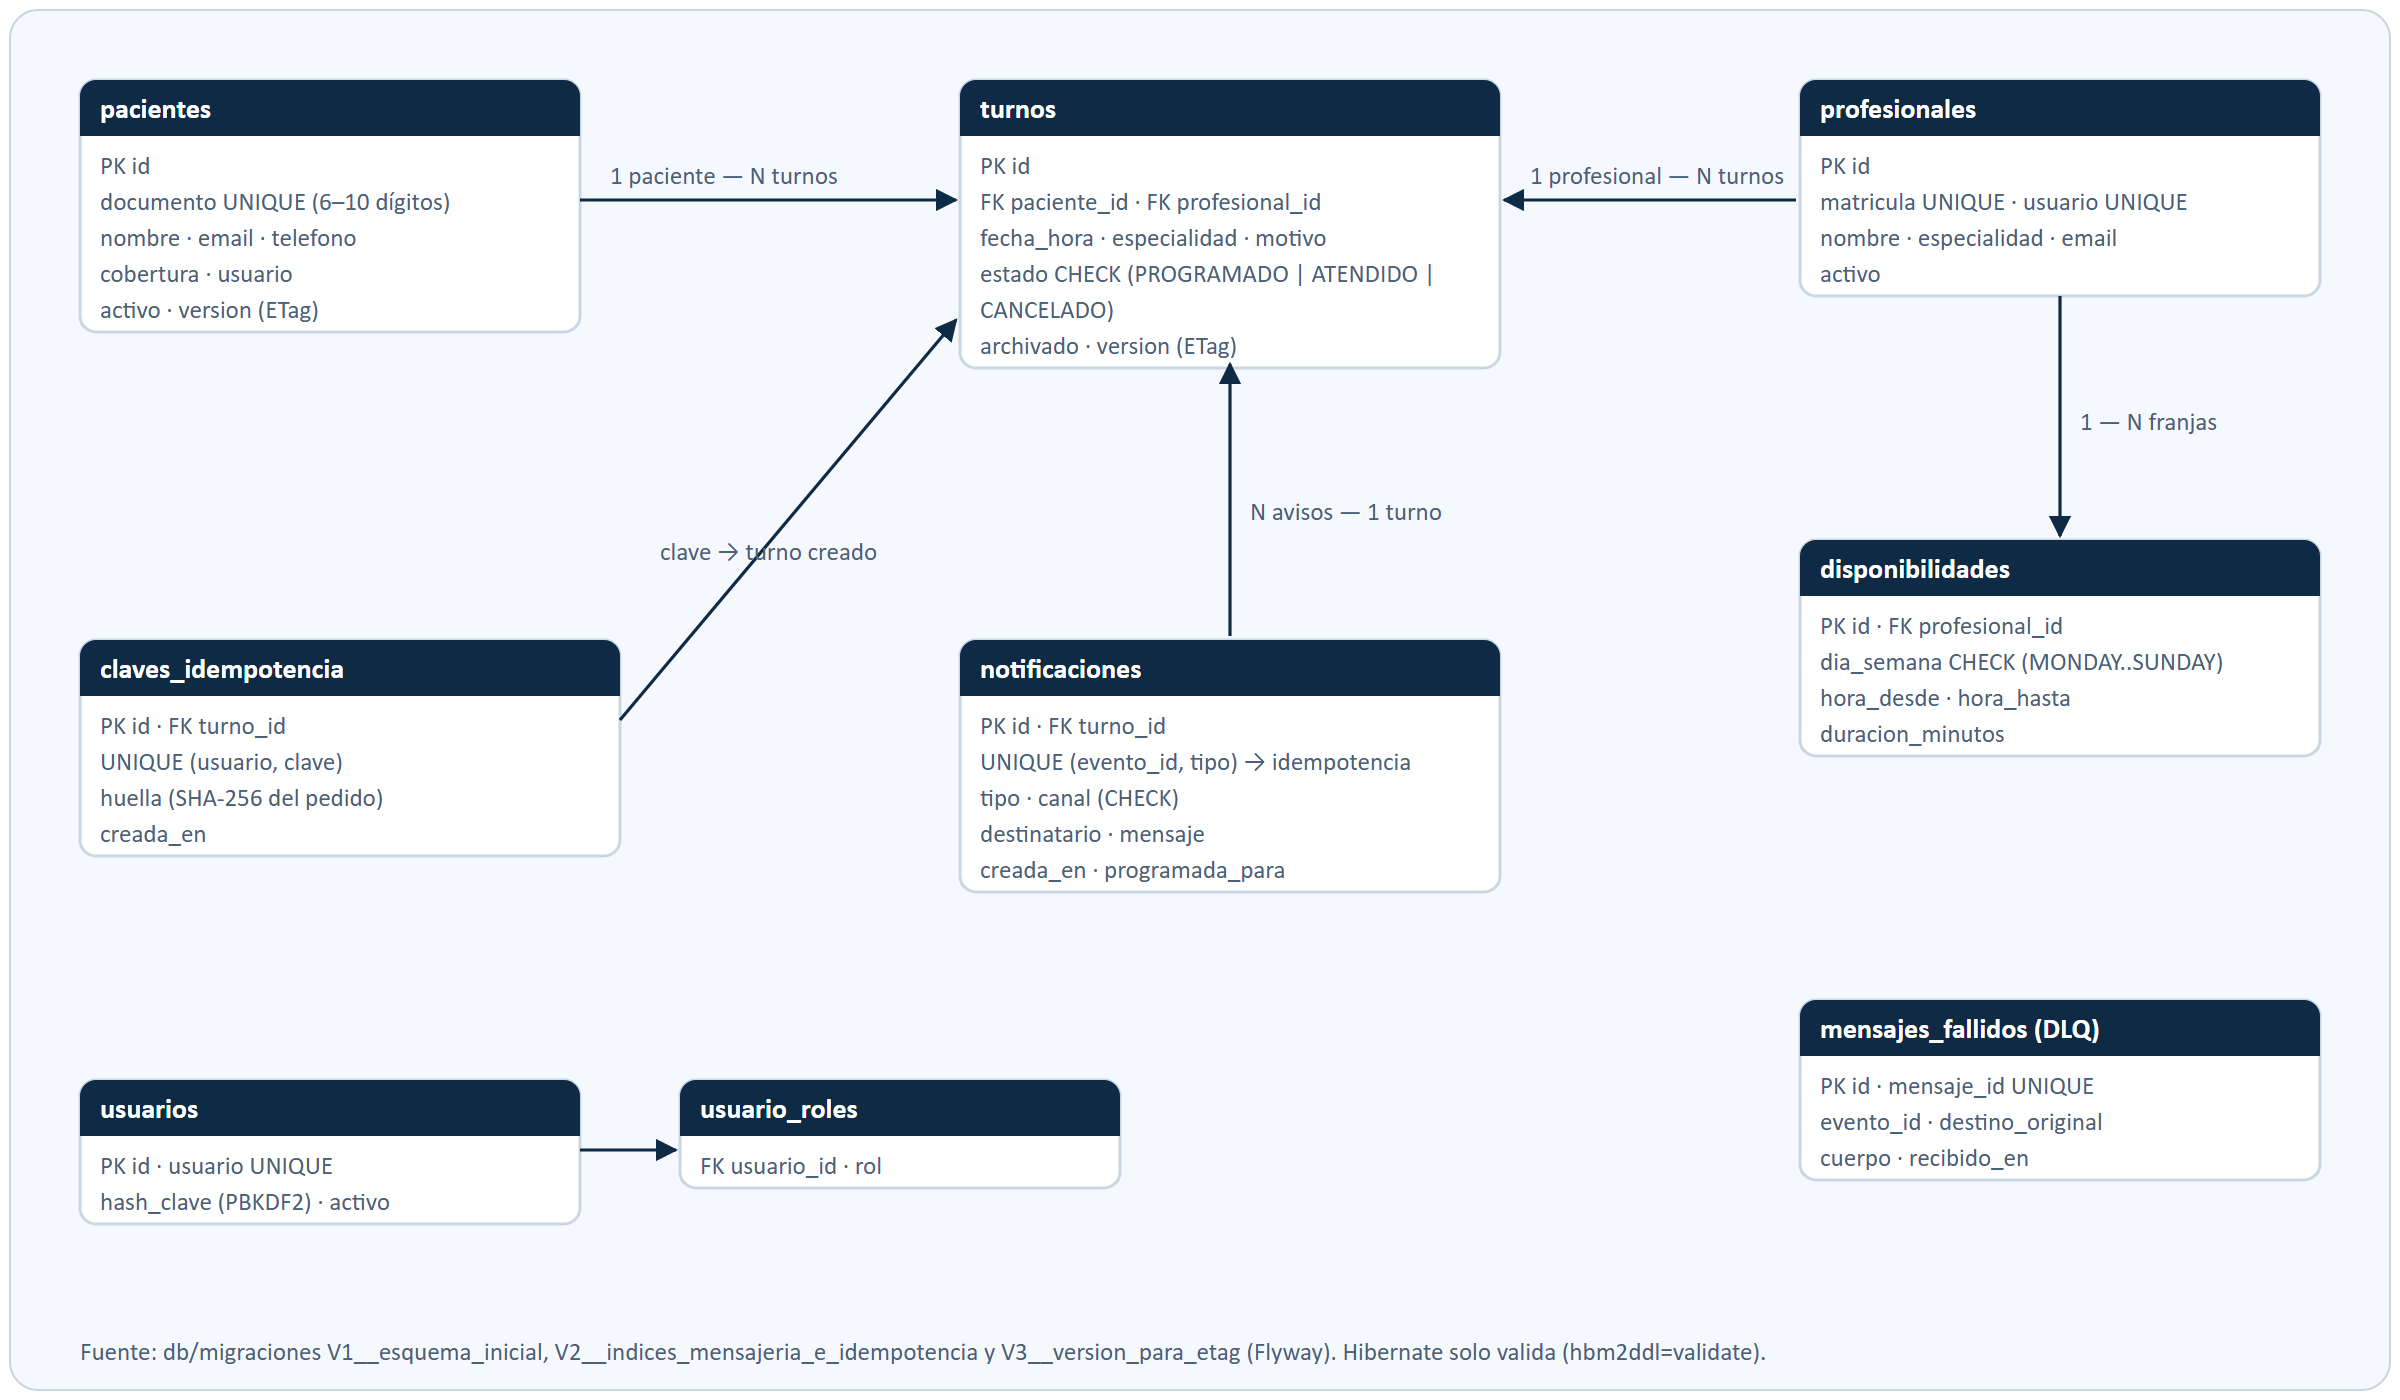 pacientes
PK id
documento UNIQUE (6–10 dígitos)
nombre · email · telefono
cobertura · usuario
activo · version (ETag)
1 paciente — N turnos
turnos
PK id
FK paciente_id · FK profesional_id
fecha_hora · especialidad · motivo
estado CHECK (PROGRAMADO | ATENDIDO |
CANCELADO)
archivado · version (ETag)
1 profesional — N turnos
profesionales
PK id
matricula UNIQUE · usuario UNIQUE
nombre · especialidad · email
activo
1 — N franjas
N avisos — 1 turno
clave → turno creado
disponibilidades
PK id · FK profesional_id
dia_semana CHECK (MONDAY..SUNDAY)
hora_desde · hora_hasta
duracion_minutos
claves_idempotencia
PK id · FK turno_id
UNIQUE (usuario, clave)
huella (SHA-256 del pedido)
creada_en
notificaciones
PK id · FK turno_id
UNIQUE (evento_id, tipo) → idempotencia
tipo · canal (CHECK)
destinatario · mensaje
creada_en · programada_para
mensajes_fallidos (DLQ)
PK id · mensaje_id UNIQUE
evento_id · destino_original
cuerpo · recibido_en
usuarios
PK id · usuario UNIQUE
hash_clave (PBKDF2) · activo
usuario_roles
FK usuario_id · rol
Fuente: db/migraciones V1__esquema_inicial, V2__indices_mensajeria_e_idempotencia y V3__version_para_etag (Flyway). Hibernate solo valida (hbm2ddl=validate).